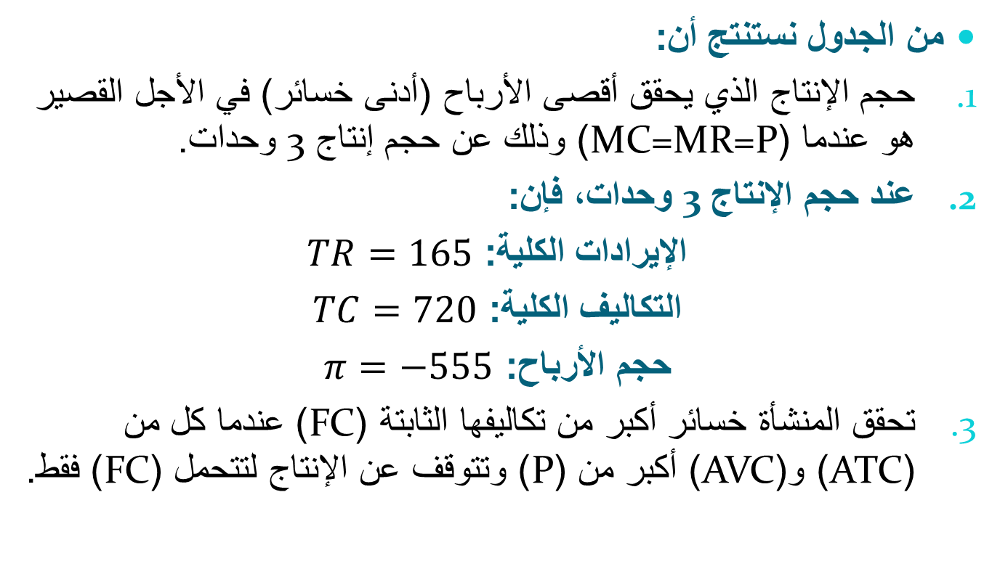 • من الجدول نستنتج أن:
1. حجم الإنتاج الذي يحقق أقصى الأرباح (أدنى خسائر) في الأجل القصير
هو عندما (MC=MR=P) وذلك عن حجم إنتاج 3 وحدات.
2. عند حجم الإنتاج 3 وحدات، فإن:
الإيرادات الكلية: TR = 165
التكاليف الكلية: TC = 720
حجم الأرباح: π = −555
3. تحقق المنشأة خسائر أكبر من تكاليفها الثابتة (FC) عندما كل من
(ATC) و(AVC) أكبر من (P) وتتوقف عن الإنتاج لتتحمل (FC) فقط.